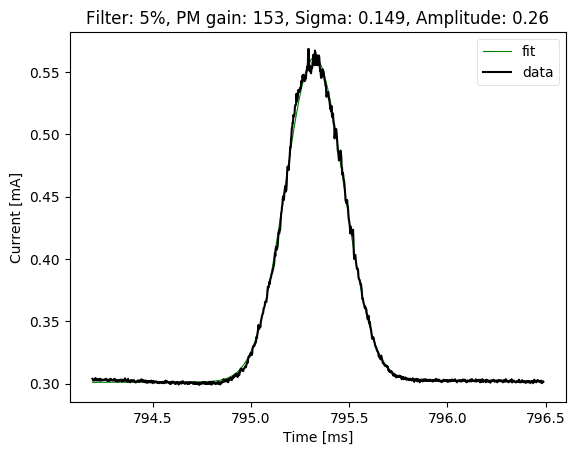 Filter: 5%, PM gain: 153, Sigma: 0.149, Amplitude: 0.26
fit
data
0.55
0.50
0.45
0.40
0.35
0.30
Current [mA]
794.5
795.0
795.5
796.0
796.5
Time [ms]